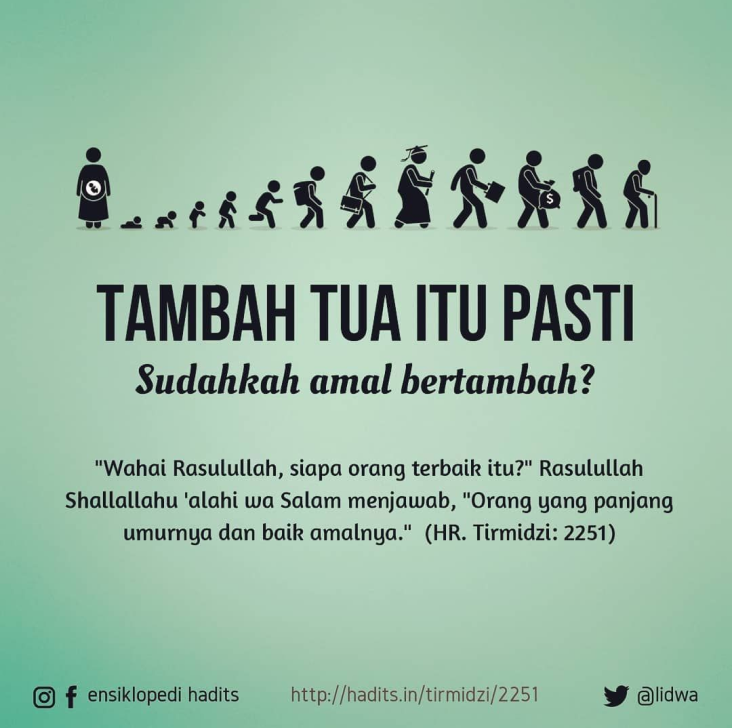 $
TAMBAH TUA ITU PASTI
Sudahkah amal bertambah?
"Wahai Rasulullah, siapa orang terbaik itu?" Rasulullah
Shallallahu 'alahi wa Salam menjawab, "Orang yang panjang
umurnya dan baik amalnya." (HR. Tirmidzi: 2251)
ensiklopedi hadits http://hadits.in/tirmidzi/2251 @lidwa